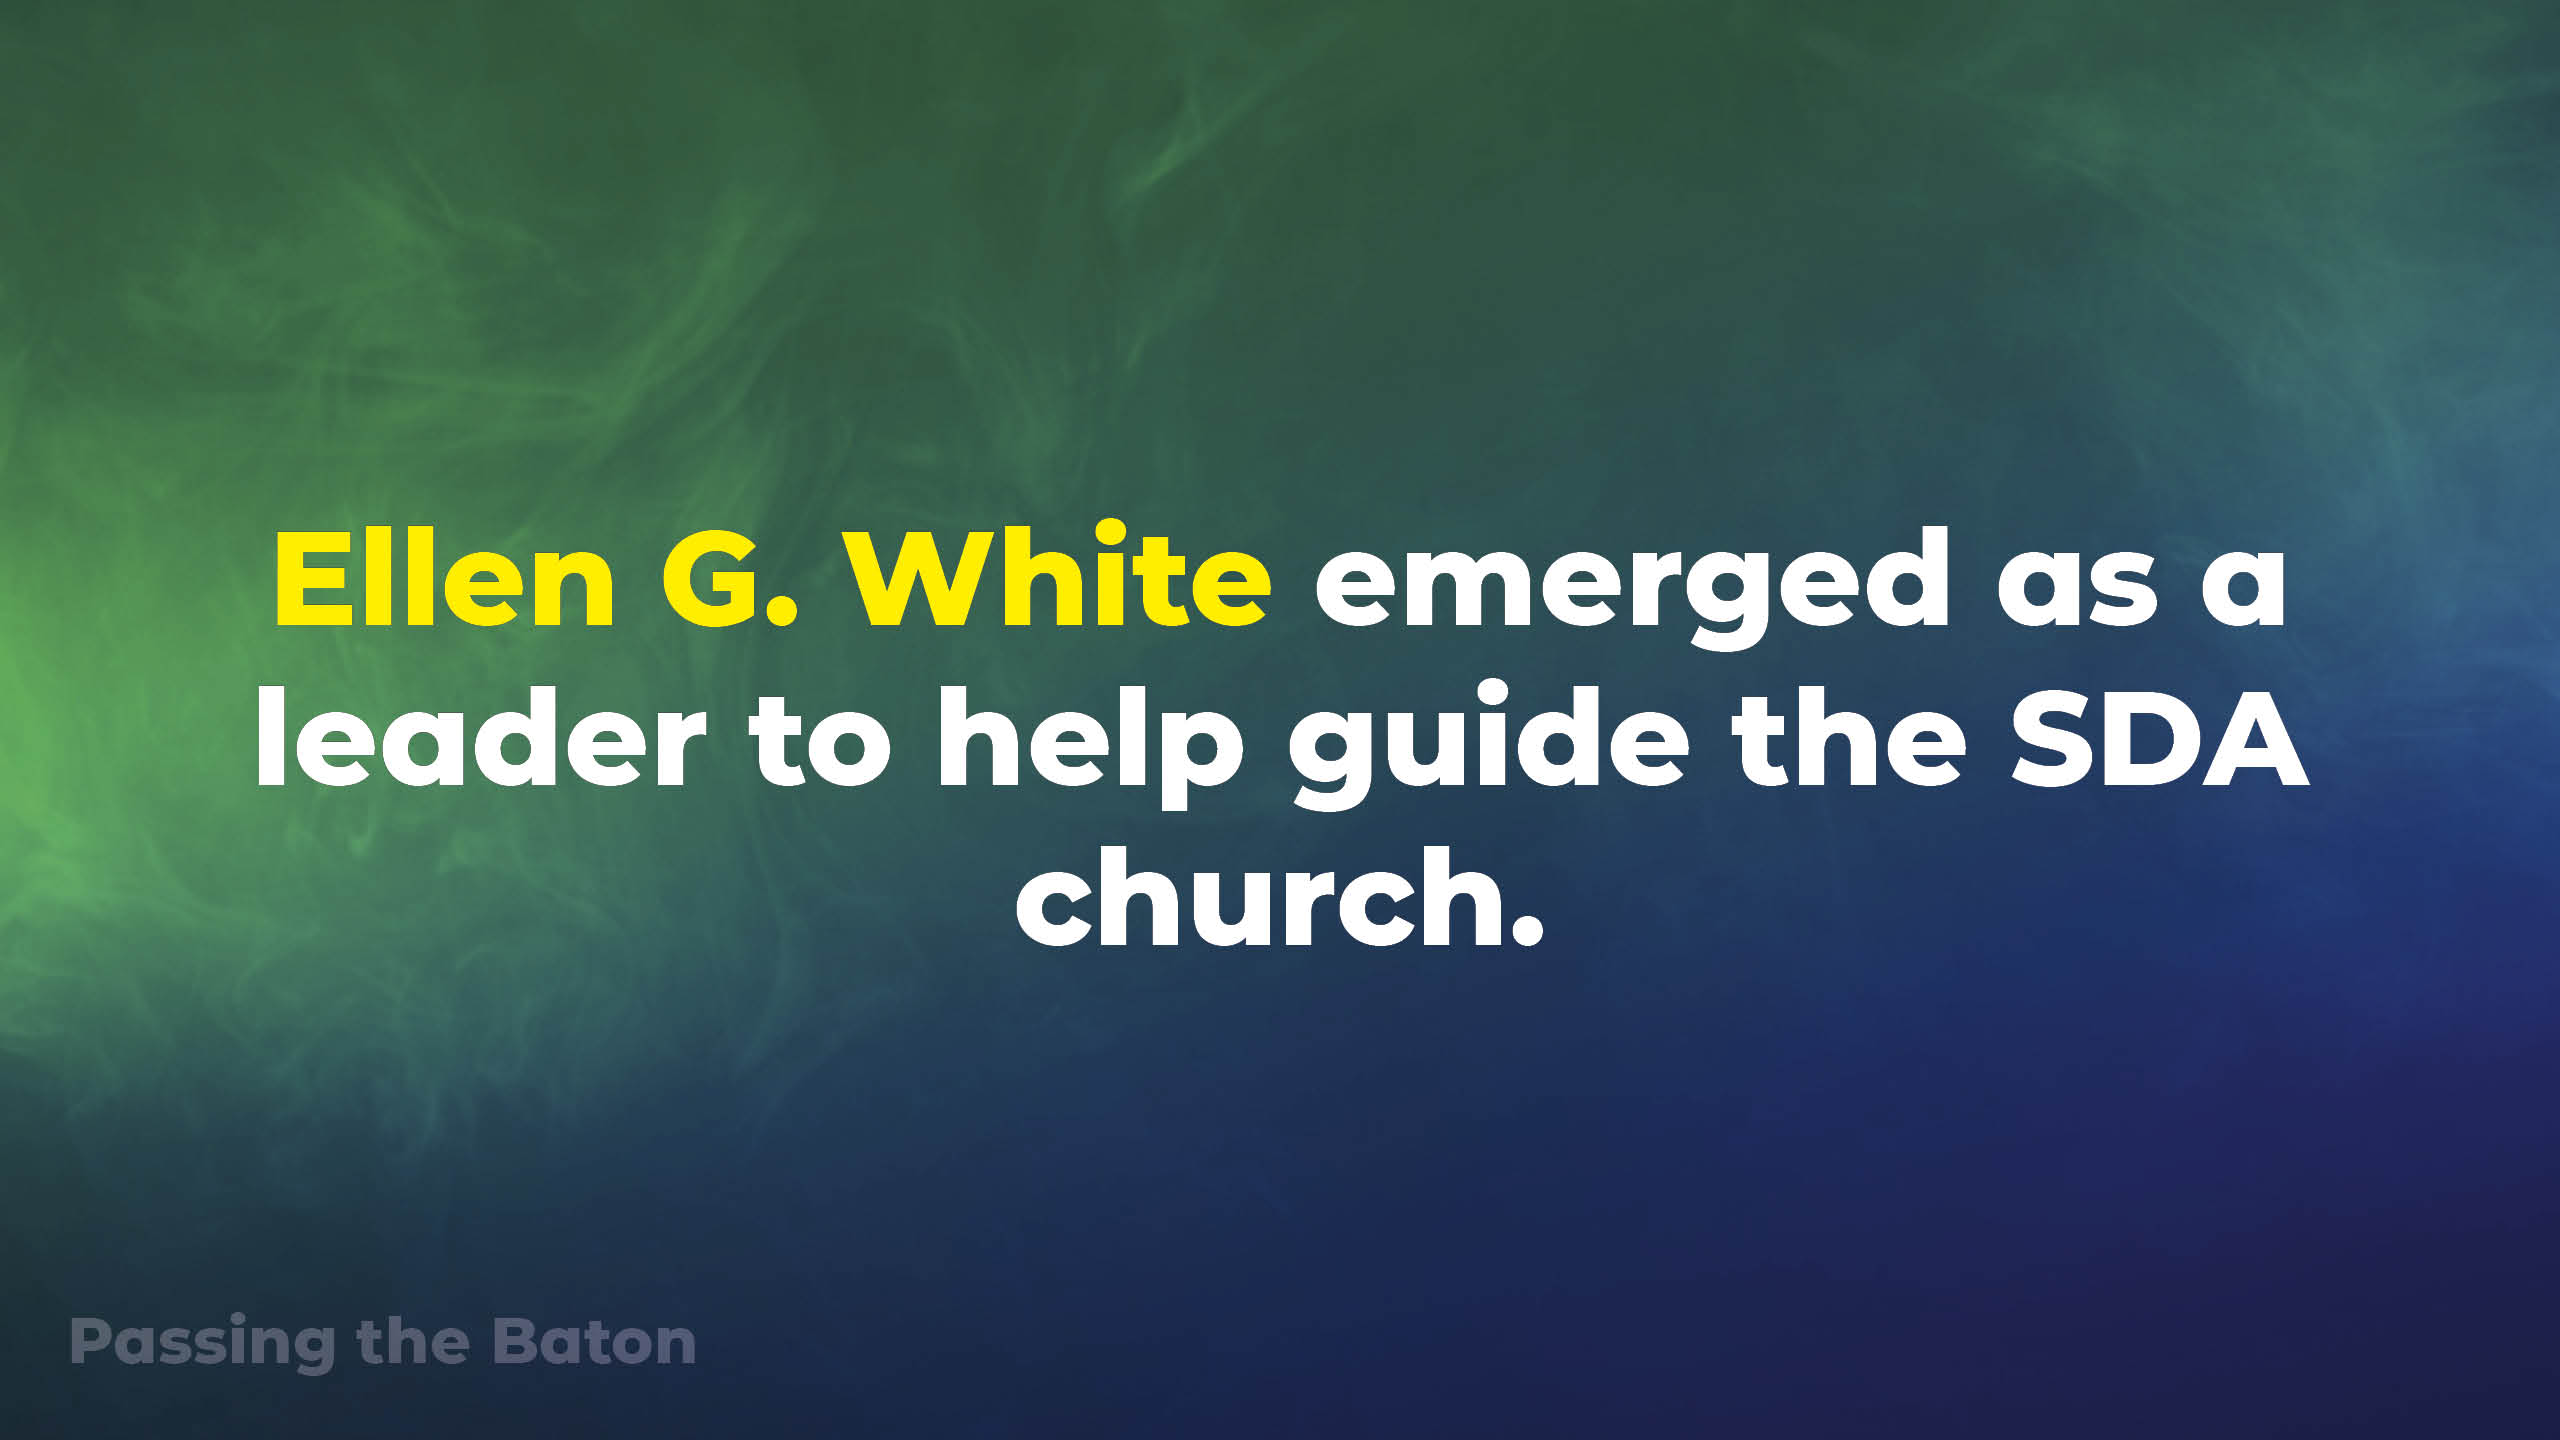 Ellen G. White emerged as a
leader to help guide the SDA
church.
Passing the Baton